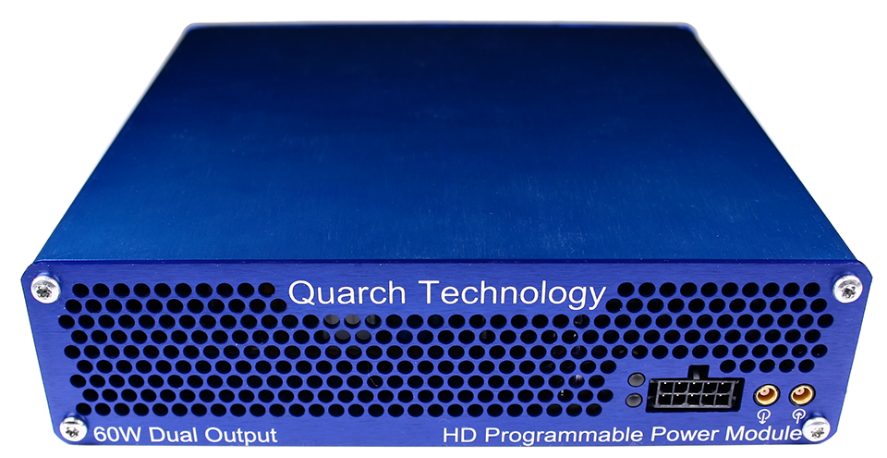 Quarch Technology
60W Dual Output
HD Programmable Power Module